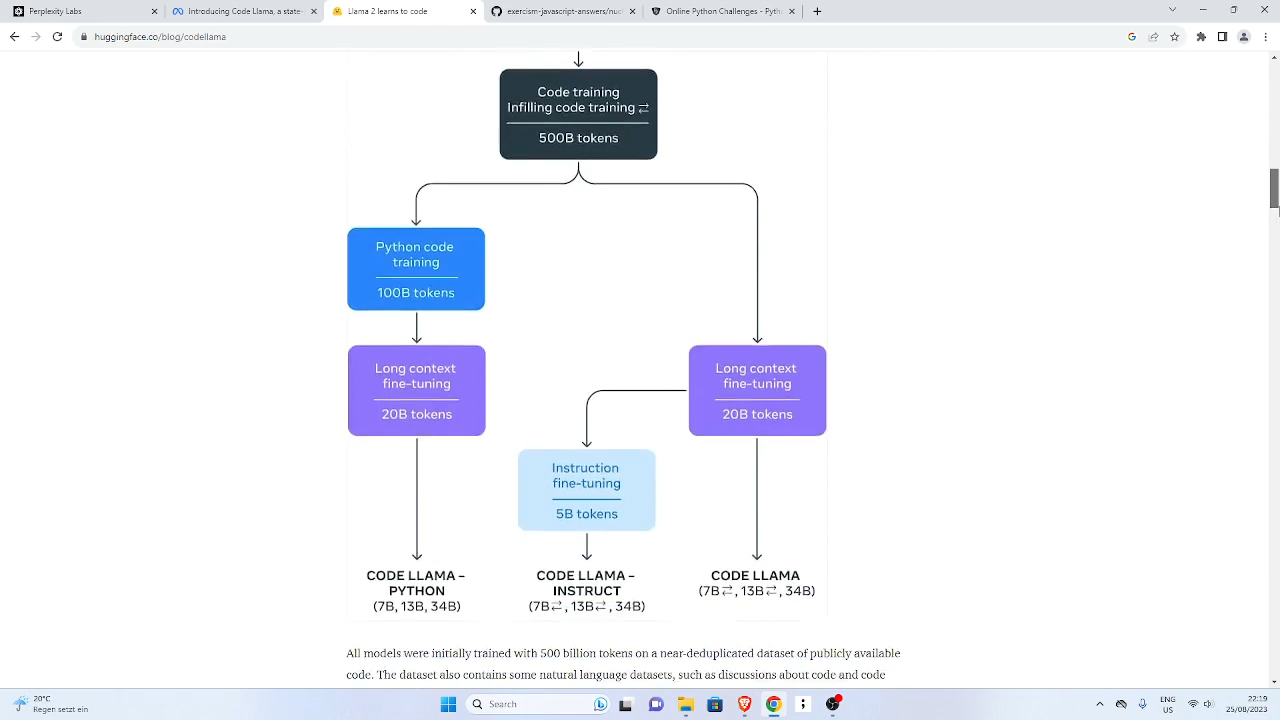 Perplexity Labs
Introducing Code Llama, a state-
Llama 2 learns to code
exercism-javascript-answers/nucl
Online Python Challenges - Pyth
huggingface.co/blog/codellama
Code training
Infilling code training ⇄
500B tokens
Python code
training
100B tokens
Long context
fine-tuning
20B tokens
Long context
fine-tuning
20B tokens
Instruction
fine-tuning
5B tokens
CODE LLAMA –
PYTHON
(7B, 13B, 34B)
CODE LLAMA –
INSTRUCT
(7B⇄, 13B⇄, 34B)
CODE LLAMA
(7B⇄, 13B⇄, 34B)
All models were initially trained with 500 billion tokens on a near-deduplicated dataset of publicly available
code. The dataset also contains some natural language datasets, such as discussions about code and code
20°C
Regen setzt ein
Search
ENG
US
22:19
25/08/2023